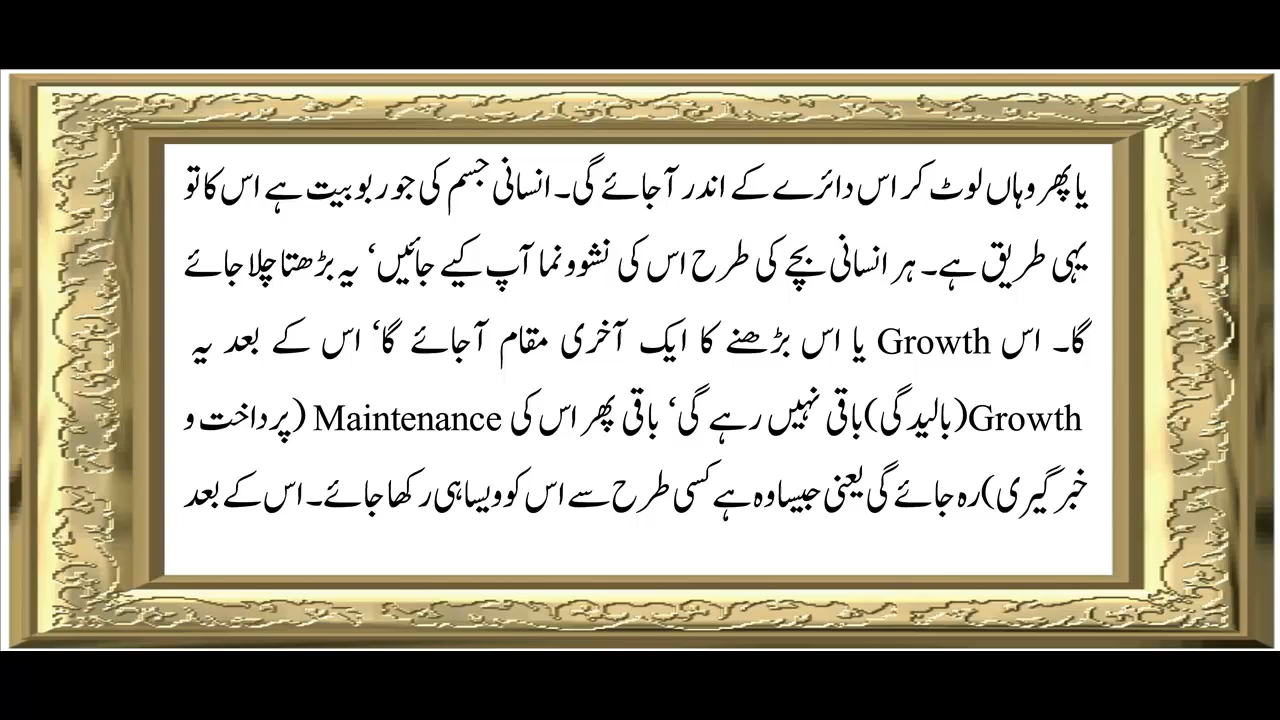 یا پھر وہاں لوٹ کر اس دائرے کے اندر آجائے گی۔ انسانی جسم کی جو ربوبیت ہے اس کا تو
یہی طریق ہے۔ ہر انسانی بچے کی طرح اس کی نشوونما آپ کیے جائیں‘ یہ بڑھتا چلا جائے
گا۔ اس Growth یا اس بڑھنے کا ایک آخری مقام آجائے گا‘ اس کے بعد یہ
Growth(بالیدگی)باقی نہیں رہے گی‘ باقی پھر اس کی Maintenance (پرداخت و
خبر گیری)رہ جائے گی یعنی جیسا وہ ہے کسی طرح سے اس کو ویسا ہی رکھا جائے۔ اس کے بعد